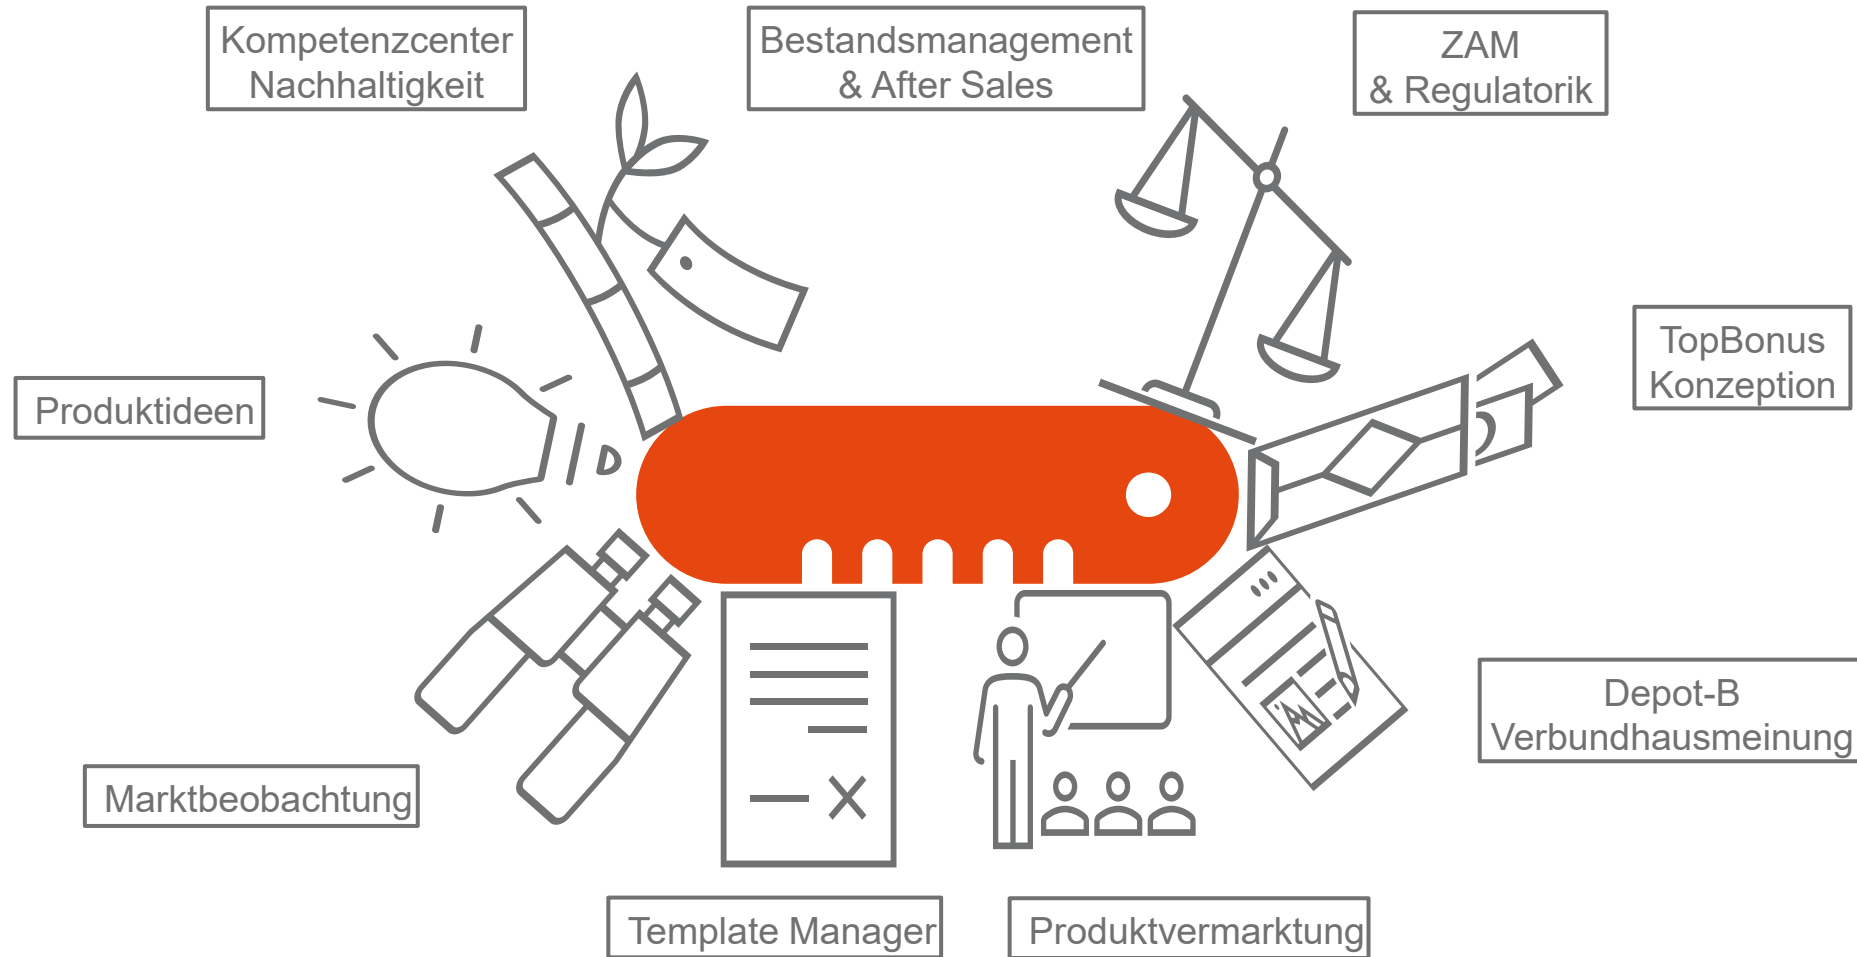 Kompetenzcenter
Nachhaltigkeit
Bestandsmanagement
& After Sales
ZAM
& Regulatorik
TopBonus
Konzeption
Produktideen
Depot-B
Verbundhausmeinung
Marktbeobachtung
Template Manager
Produktvermarktung